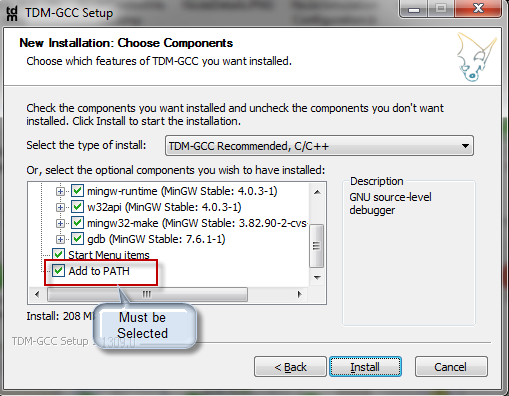 TDM-GCC Setup
New Installation: Choose Components
Choose which features of TDM-GCC you want installed.
Check the components you want installed and uncheck the components you don't want
installed. Click Install to start the installation.
Select the type of install:
TDM-GCC Recommended, C/C++
Or, select the optional components you wish to have installed:
mingw-runtime (MinGW Stable: 4.0.3-1)
w32api (MinGW Stable: 4.0.3-1)
mingw32-make (MinGW Stable: 3.82.90-2-cvs
gdb (MinGW Stable: 7.6.1-1)
Start Menu items
Add to PATH
Description
GNU source-level
debugger
Install: 208 M
Must be
Selected
TDM-GCC Setup
< Back
Install
Cancel